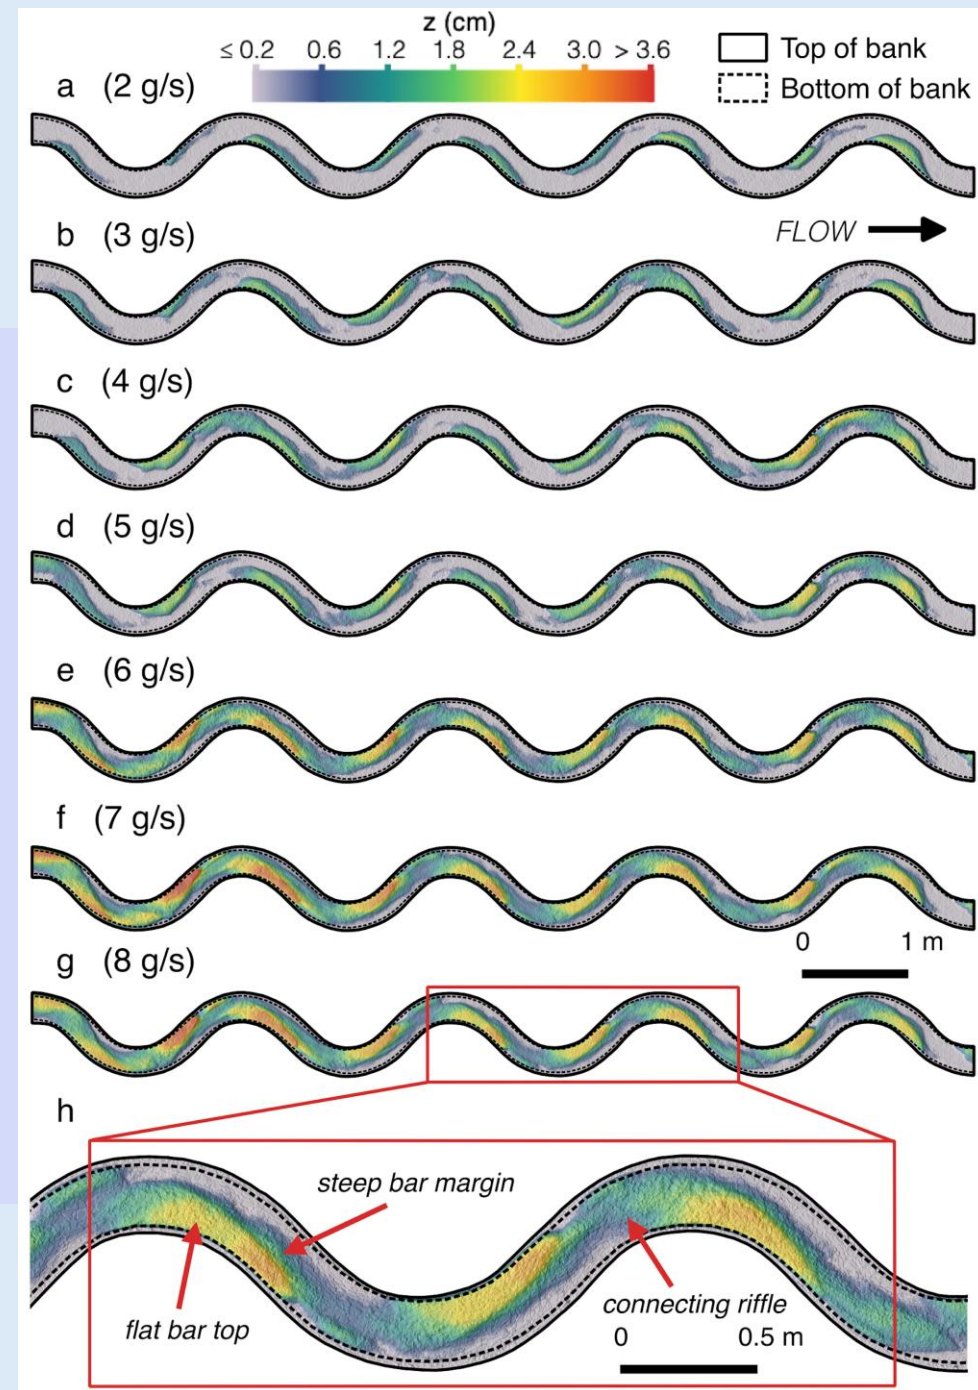 z (cm)
≤ 0.2 0.6 1.2 1.8 2.4 3.0 > 3.6
Top of bank
Bottom of bank
a (2 g/s)
b (3 g/s)
FLOW
c (4 g/s)
d (5 g/s)
e (6 g/s)
f (7 g/s)
0 1 m
g (8 g/s)
h
steep bar margin
flat bar top
connecting riffle
0 0.5 m